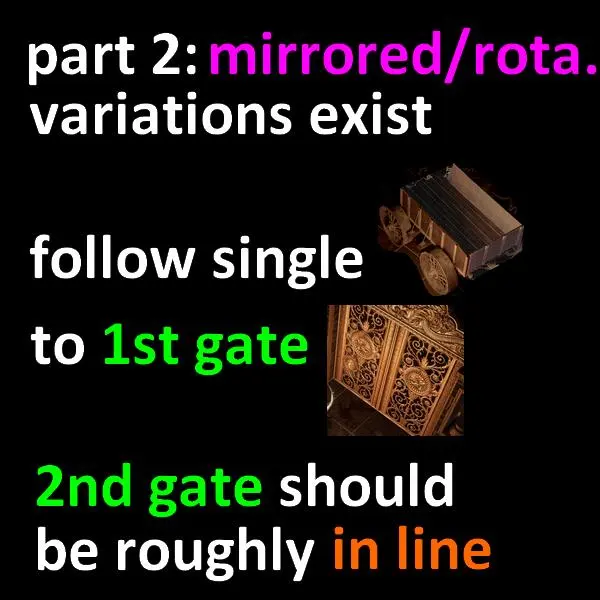 part 2: mirrored/rota.
variations exist
follow single
to 1st gate
2nd gate should
be roughly in line